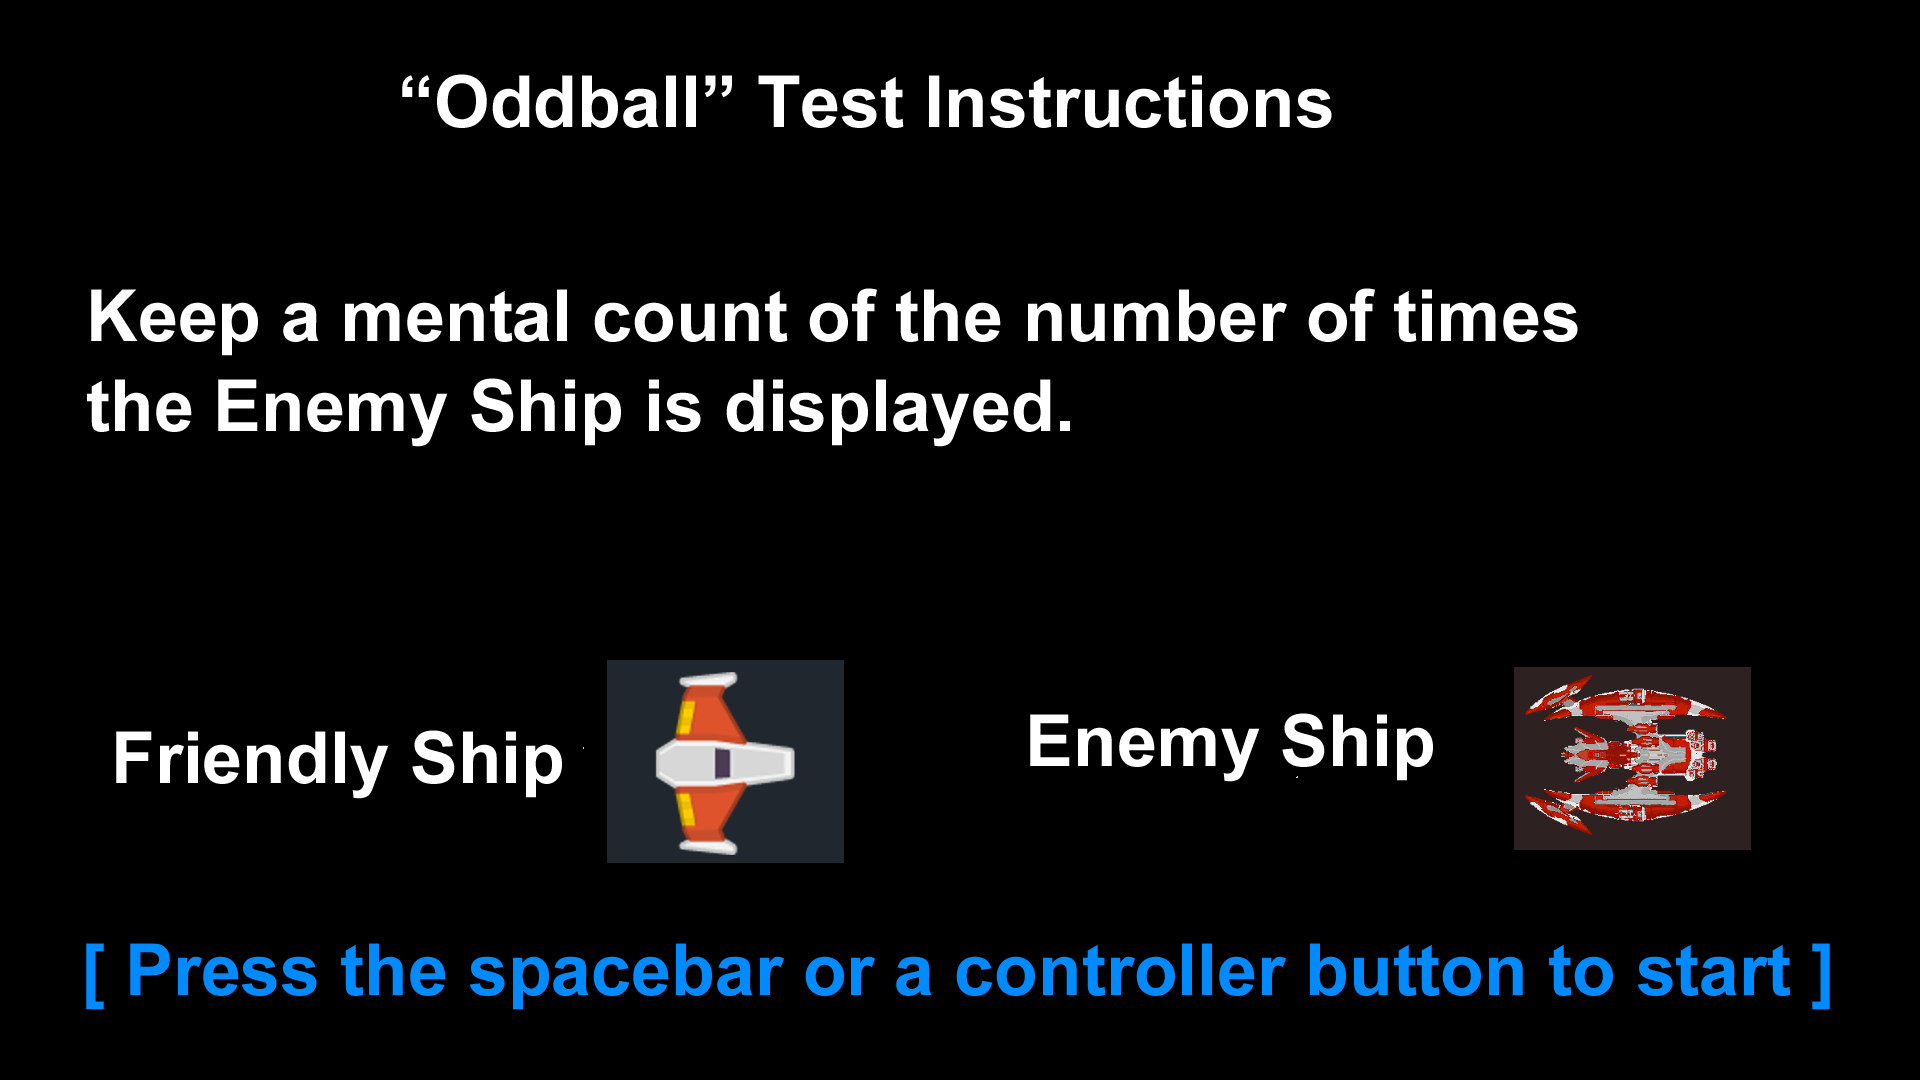 “Oddball” Test Instructions
Keep a mental count of the number of times
the Enemy Ship is displayed.
Friendly Ship
Enemy Ship
[ Press the spacebar or a controller button to start ]